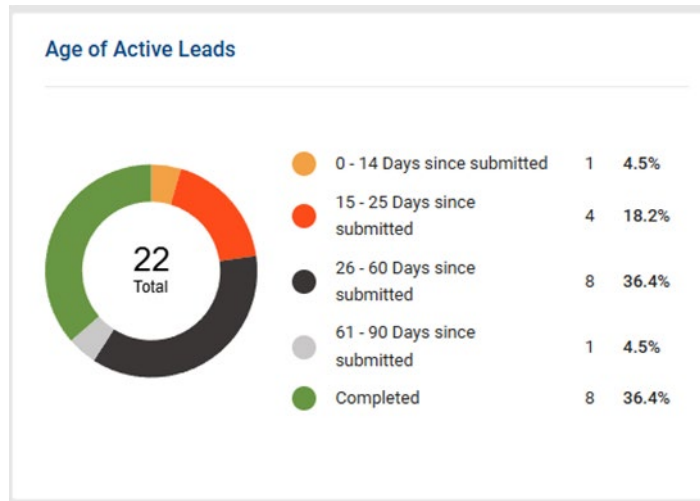 Age of Active Leads
22
Total
0 - 14 Days since submitted 1 4.5%
15 - 25 Days since
submitted 4 18.2%
26 - 60 Days since
submitted 8 36.4%
61 - 90 Days since
submitted 1 4.5%
Completed 8 36.4%